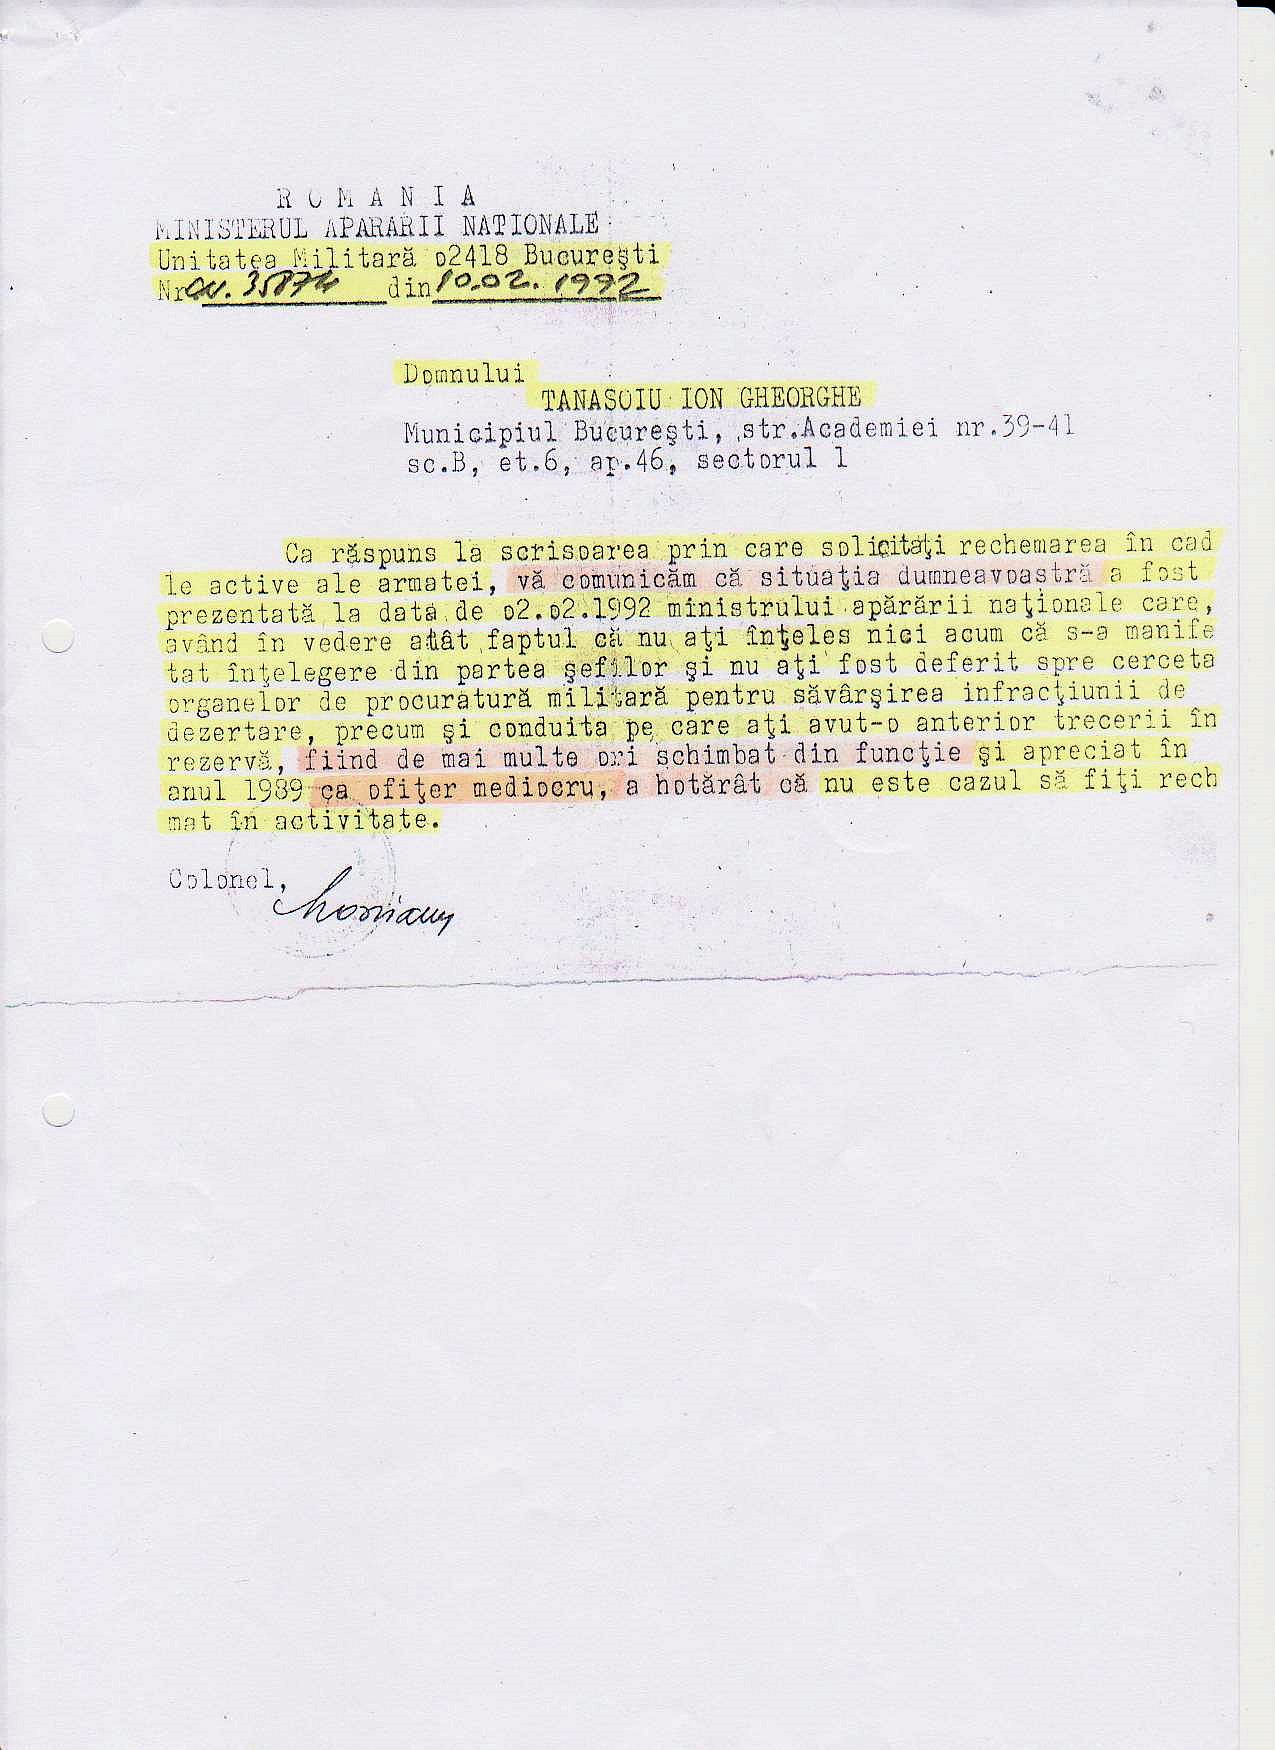 R O M A N I A
MINISTERUL APARARII NATIONALE
Unitatea Militară o2418 Bucureşti
Nr. din 10.02.1992
Domnului
TANASOIU ION GHEORGHE
Municipiul Bucureşti, str.Academiei nr.39-41
sc.B, et.6, ap.46, sectorul 1
Ca răspuns la scrisoarea prin care solicitaţi rechemarea în cad
le active ale armatei, vă comunicăm că situaţia dumneavoastră a fost
prezentată la data de o2.o2.1992 ministrului apărării naţionale care,
având în vedere atât faptul că nu aţi înţeles nici acum că s-a manife
tat înţelegere din partea şefilor şi nu aţi fost deferit spre cerceta
organelor de procuratură militară pentru săvârşirea infracţiunii de
dezertare, precum şi conduita pe care aţi avut-o anterior trecerii în
rezervă, fiind de mai multe ori schimbat din funcţie şi apreciat în
anul 1989 ca ofiţer mediocru, a hotărât că nu este cazul să fiţi rech
mat în activitate.
Colonel,